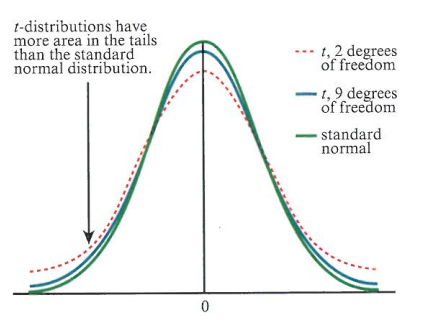 t-distributions have
more area in the tails
than the standard
normal distribution.
t, 2 degrees
of freedom
t, 9 degrees
of freedom
standard
normal
0